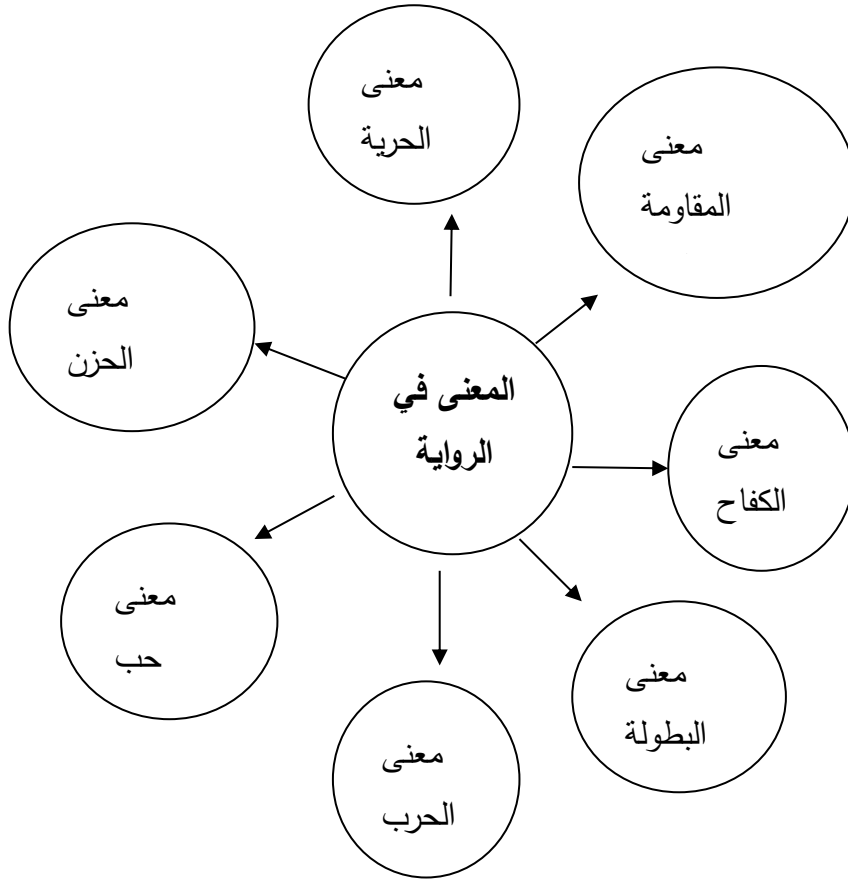 معنى
الحرية
معنى
المقاومة
معنى
الحزن
المعنى في
الرواية
معنى
الكفاح
معنى
حب
معنى
البطولة
معنى
الحرب